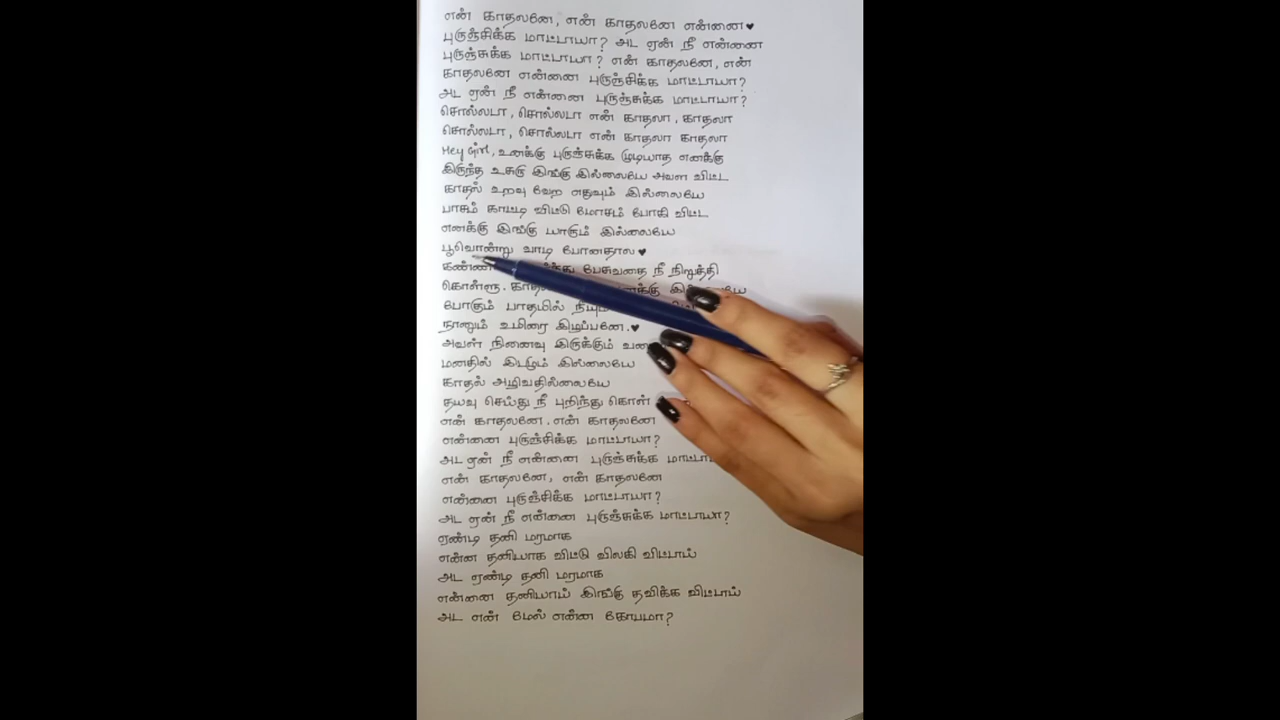 என் காதலனே, என் காதலனே என்னை♥
புருஞ்சிக்க மாட்டாயா? அட ஏன் நீ என்னை
புருஞ்சுக்க மாட்டாயா? என் காதலனே, என்
காதலனே என்னை புருஞ்சிக்க மாட்டாயா?
அட ஏன் நீ என்னை புருஞ்சுக்க மாட்டாயா?
சொல்லடா, சொல்லடா என் காதலா, காதலா
சொல்லடா, சொல்லடா என் காதலா காதலா
Hey Girl, உனக்கு புருஞ்சுக்க முடியாத எனக்கு
இருந்த உசுரு இங்கு இல்லையே அவள விட்ட
காதல் உறவு வேற எதுவும் இல்லையே
பாசம் காட்டி விட்டு மோசம் போகி விட்ட
எனக்கு இங்கு யாரும் இல்லையே
பூவொன்று வாடி போனதால♥
பேசுவதை நீ நிறுத்தி
கொள்ளு.
போகும் பாதயில்
நானும் உயிரை இழப்பனே.♥
அவள் நினைவு இருக்கும்
மனதில் இடமும் இல்லையே
காதல் அழிவதில்லையே
தயவு செய்து நீ புறிந்து கொள்
என் காதலனே, என் காதலனே
என்னை புருஞ்சிக்க மாட்டாயா?
அட ஏன் நீ என்னை புருஞ்சுக்க
என் காதலனே, என் காதலனே
என்னை புருஞ்சிக்க மாட்டாயா?
அட ஏன் நீ என்னை புருஞ்சுக்க மாட்டாயா?
ஏண்டி தனி மரமாக
என்ன தனியாக விட்டு விலகி விட்டாய்
அட ஏண்டி தனி மரமாக
என்னை தனியாய் இங்கு தவிக்க விட்டாய்
அட என் மேல் என்ன கோபமா?